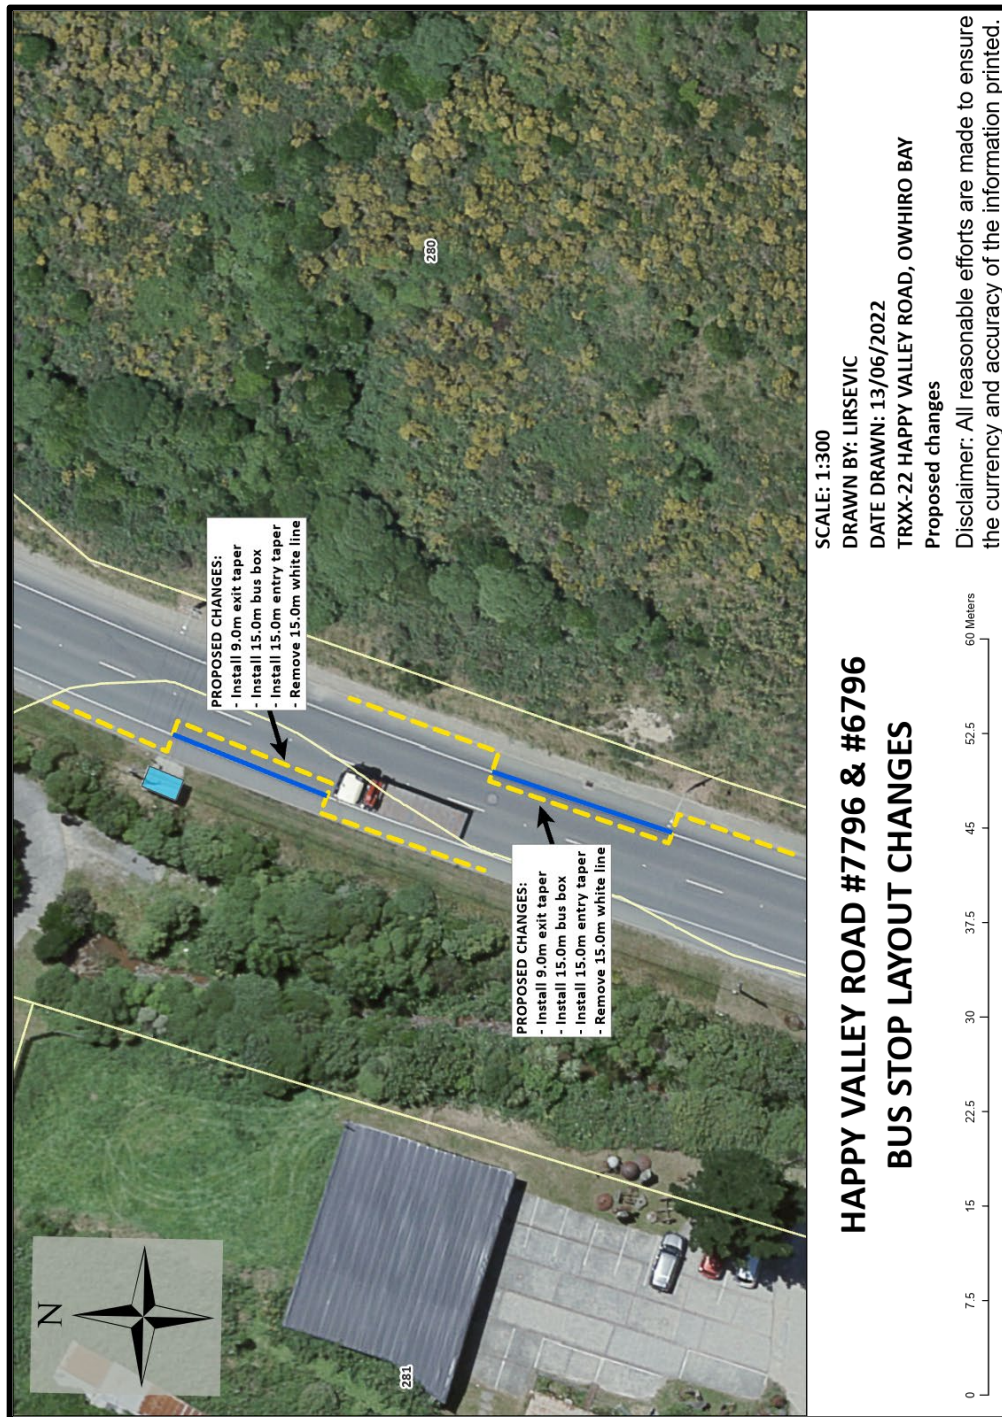 N
281
280
PROPOSED CHANGES:
- Install 9.0m exit taper
- Install 15.0m bus box
- Install 15.0m entry taper
- Remove 15.0m white line
PROPOSED CHANGES:
- Install 9.0m exit taper
- Install 15.0m bus box
- Install 15.0m entry taper
- Remove 15.0m white line
HAPPY VALLEY ROAD #7796 & #6796
BUS STOP LAYOUT CHANGES
0 7.5 15 22.5 30 37.5 45 52.5 60 Meters
SCALE: 1:300
DRAWN BY: LIRSEVIC
DATE DRAWN: 13/06/2022
TRXX-22 HAPPY VALLEY ROAD, OWHIRO BAY
Proposed changes
Disclaimer: All reasonable efforts are made to ensure
the currency and accuracy of the information printed.